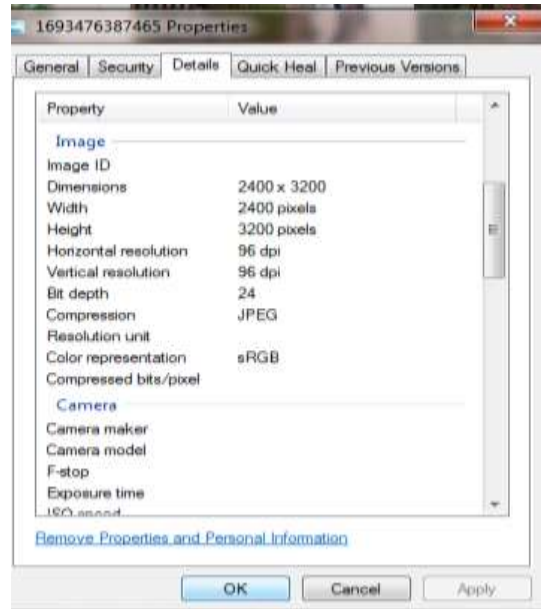 1693476387465 Properties
General Security Details Quick Heal Previous Versions
Property Value
Image
Image ID
Dimensions 2400 x 3200
Width 2400 pixels
Height 3200 pixels
Horizontal resolution 96 dpi
Vertical resolution 96 dpi
Bit depth 24
Compression JPEG
Resolution unit
Color representation sRGB
Compressed bits/pixel
Camera
Camera maker
Camera model
F-stop
Exposure time
ISO speed
Remove Properties and Personal Information
OK Cancel Apply